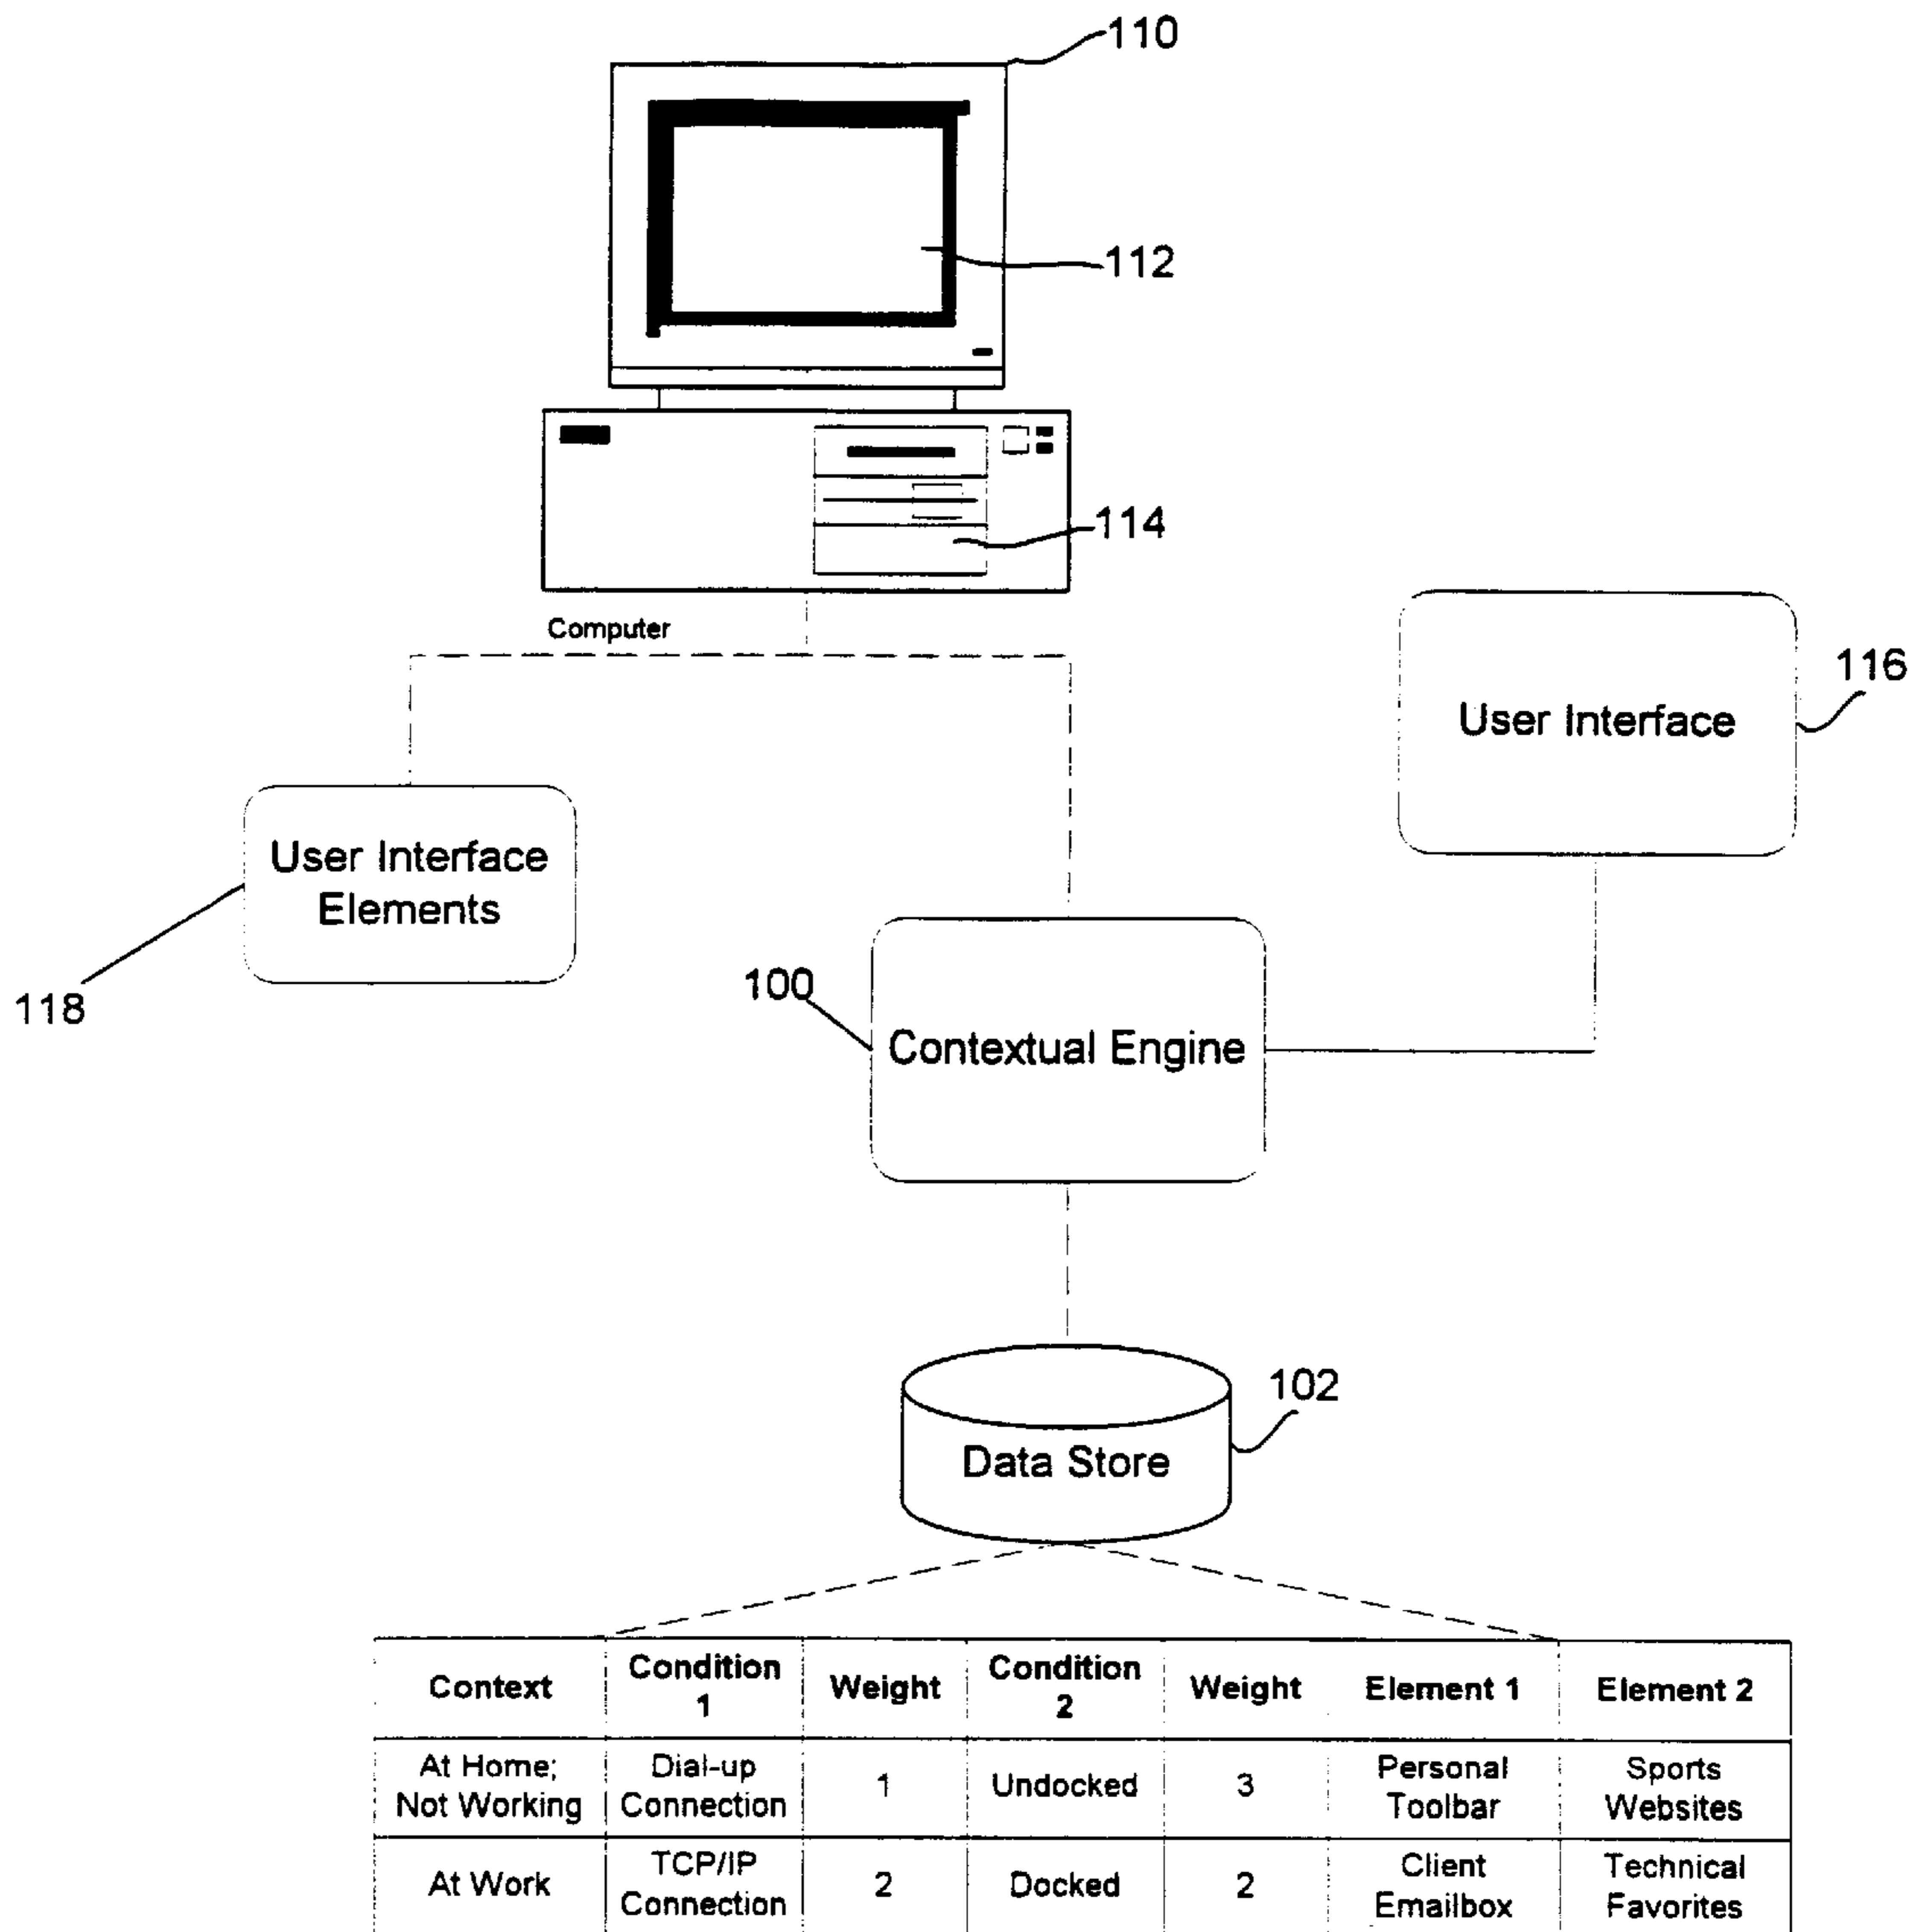 110
112
114
Computer
116
User Interface
User Interface
Elements
118
100
Contextual Engine
102
Data Store
Context
Condition
1
Weight
Condition
2
Weight
Element 1
Element 2
At Home;
Not Working
Dial-up
Connection
1
Undocked
3
Personal
Toolbar
Sports
Websites
At Work
TCP/IP
Connection
2
Docked
2
Client
Emailbox
Technical
Favorites